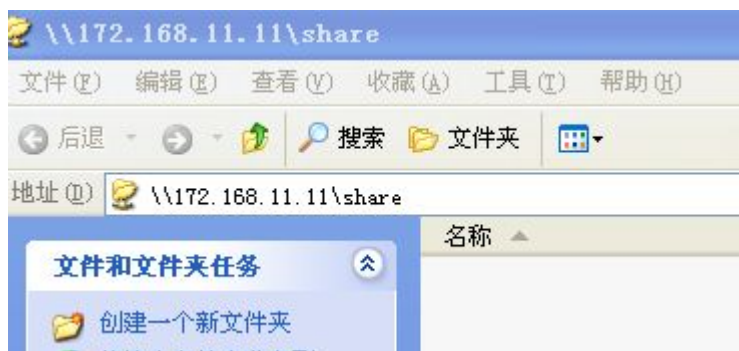 \\172.168.11.11\share
文件(F) 编辑(E) 查看(V) 收藏(A) 工具(T) 帮助(H)
后退 搜索 文件夹
地址(D) \\172.168.11.11\share
名称
文件和文件夹任务
创建一个新文件夹